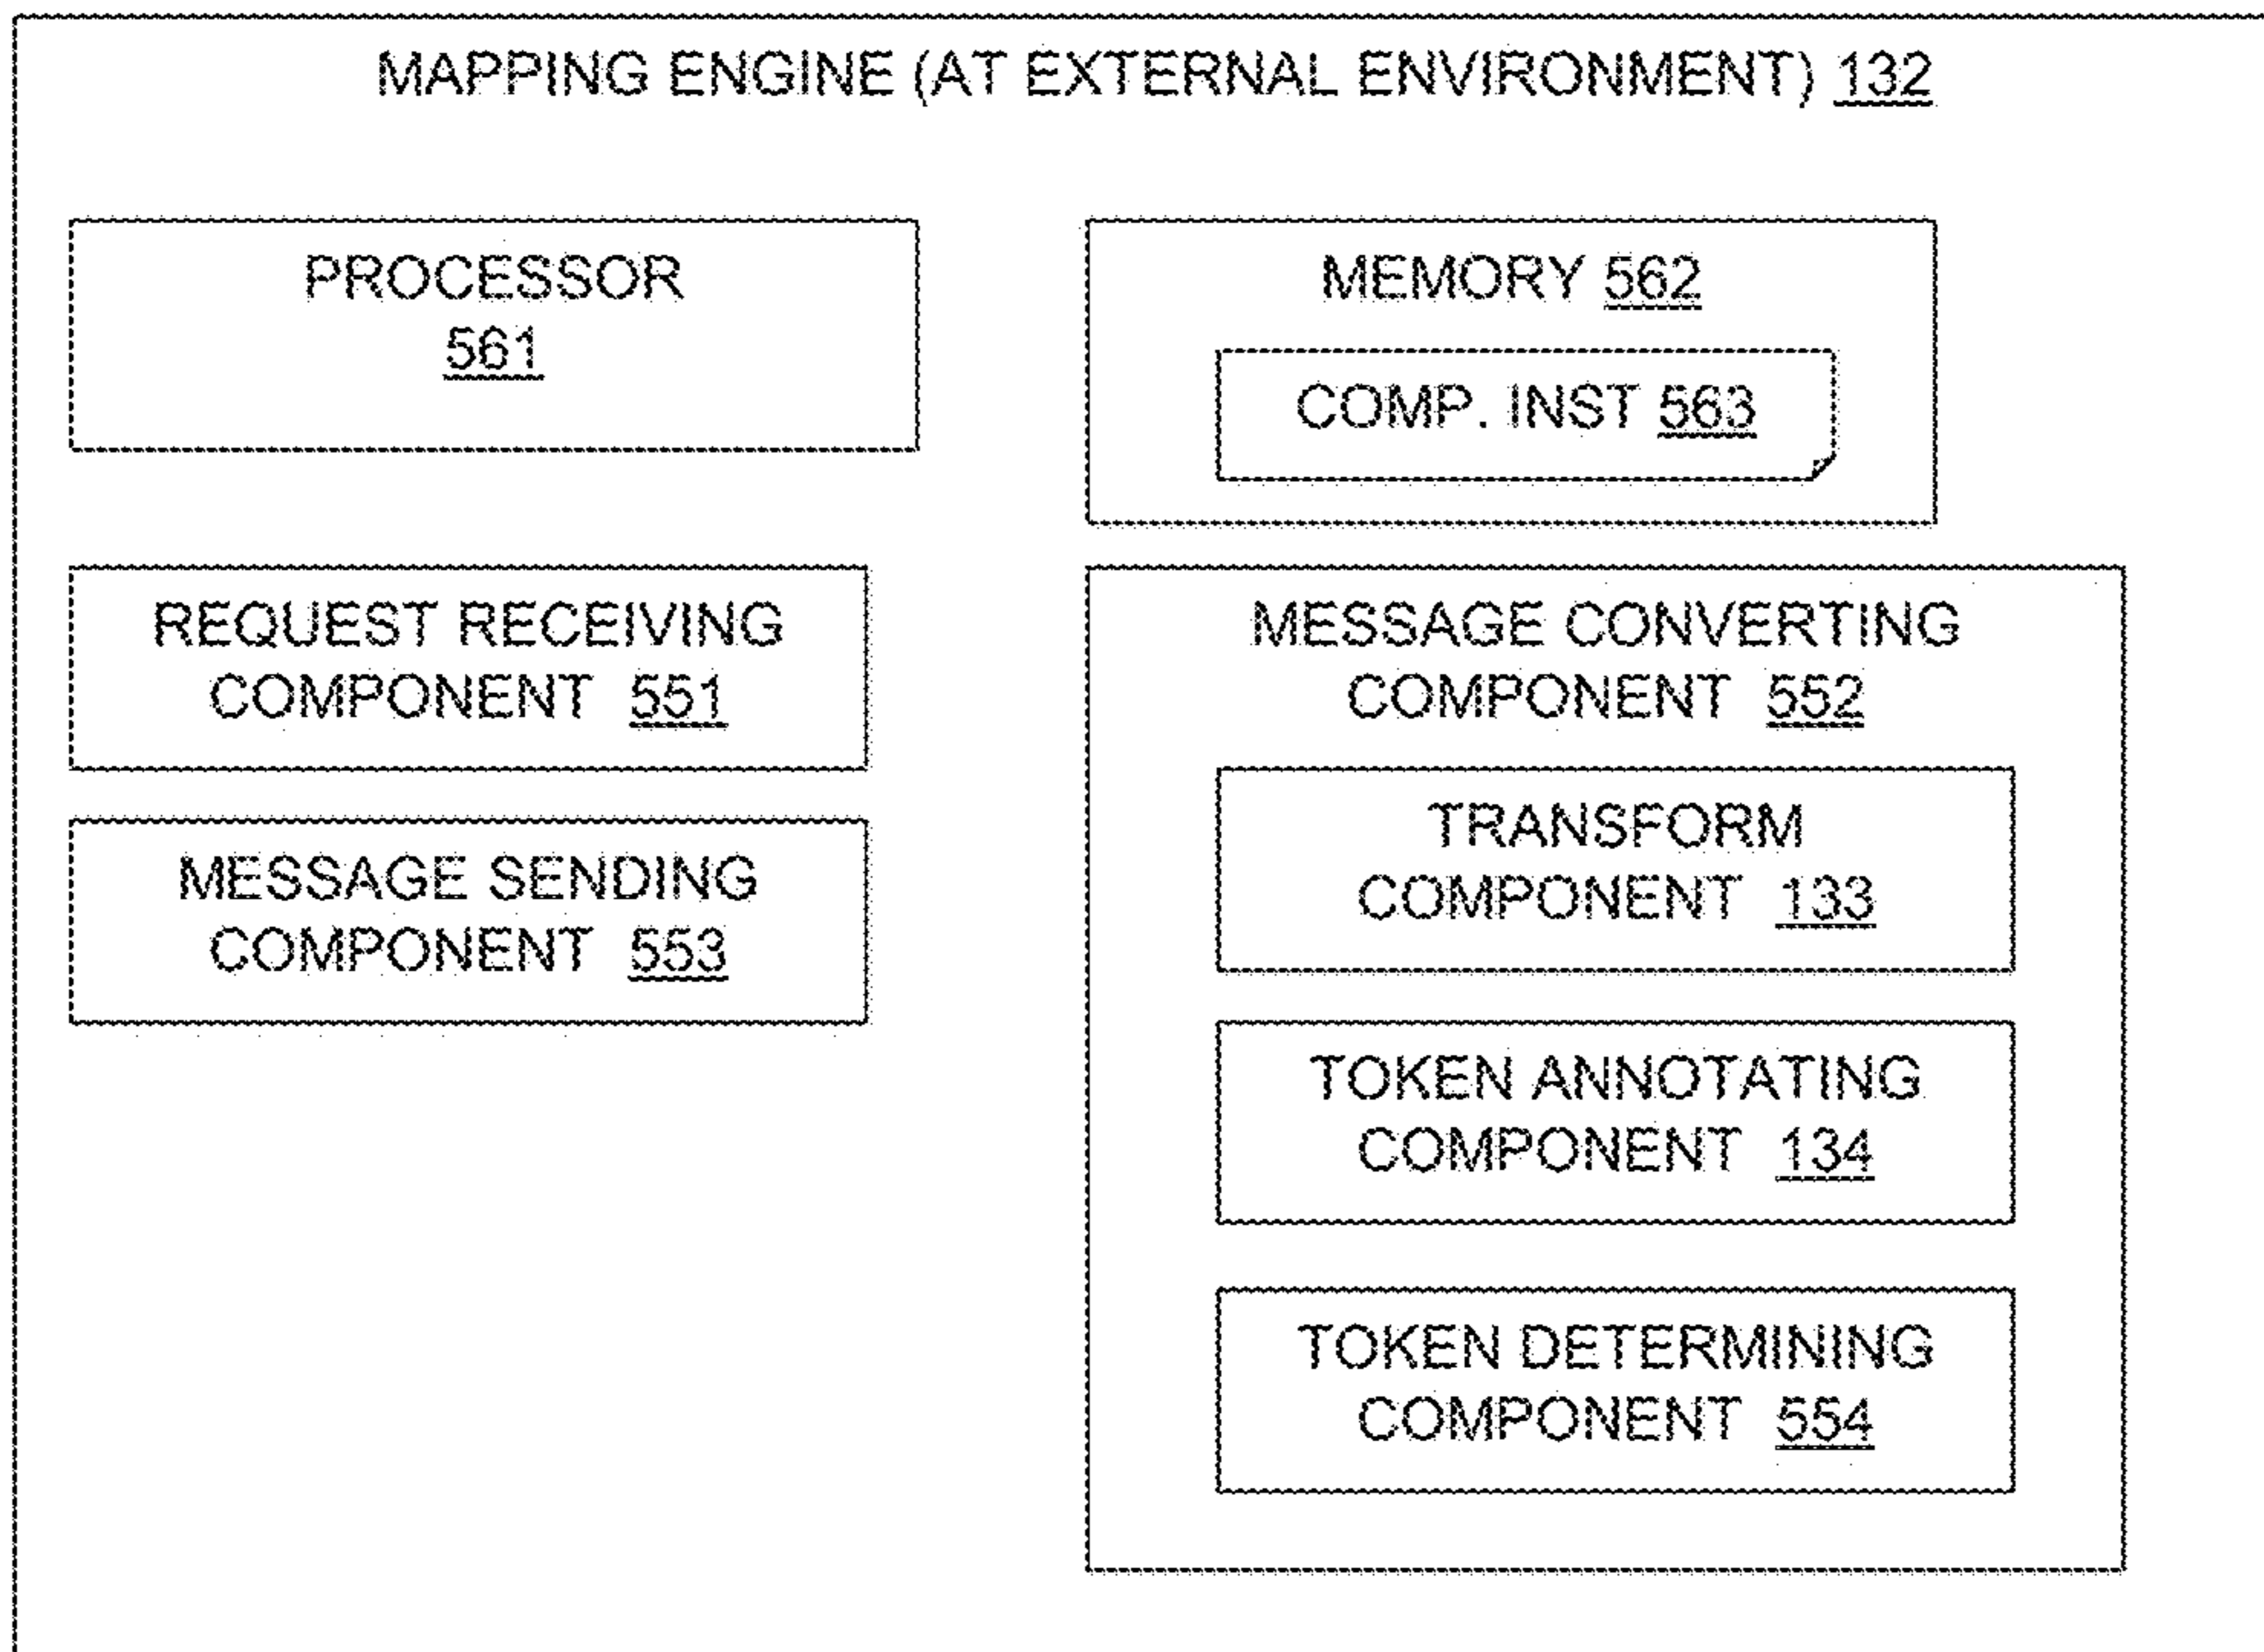 MAPPING ENGINE (AT EXTERNAL ENVIRONMENT) 132
PROCESSOR
561
MEMORY 562
COMP. INST 563
REQUEST RECEIVING
COMPONENT 551
MESSAGE SENDING
COMPONENT 553
MESSAGE CONVERTING
COMPONENT 552
TRANSFORM
COMPONENT 133
TOKEN ANNOTATING
COMPONENT 134
TOKEN DETERMINING
COMPONENT 554